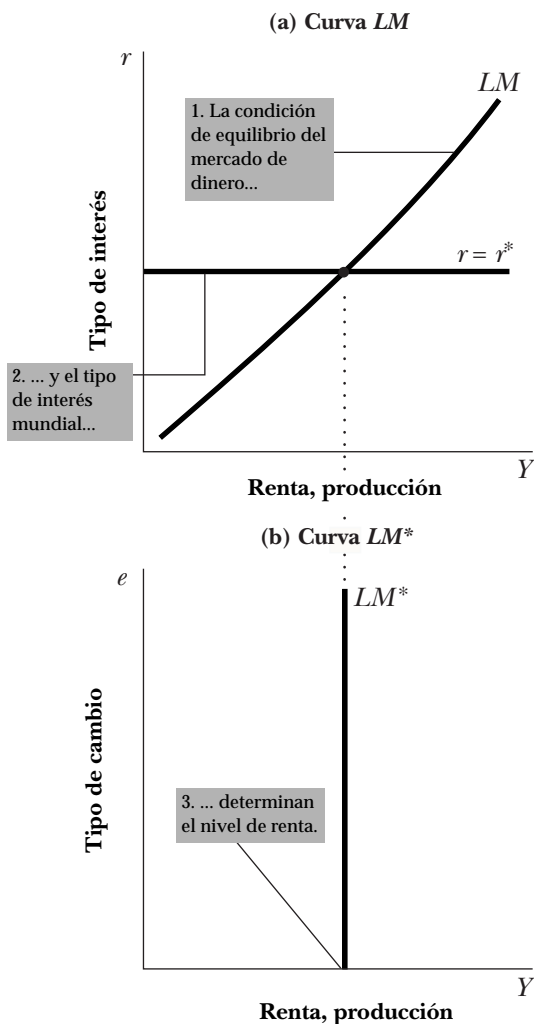 (a) Curva LM
r
LM
1. La condición
de equilibrio del
mercado de
dinero...
r = r*
Tipo de interés
2. ... y el tipo
de interés
mundial...
Y
Renta, producción
(b) Curva LM*
e
LM*
Tipo de cambio
3. ... determinan
el nivel de renta.
Y
Renta, producción